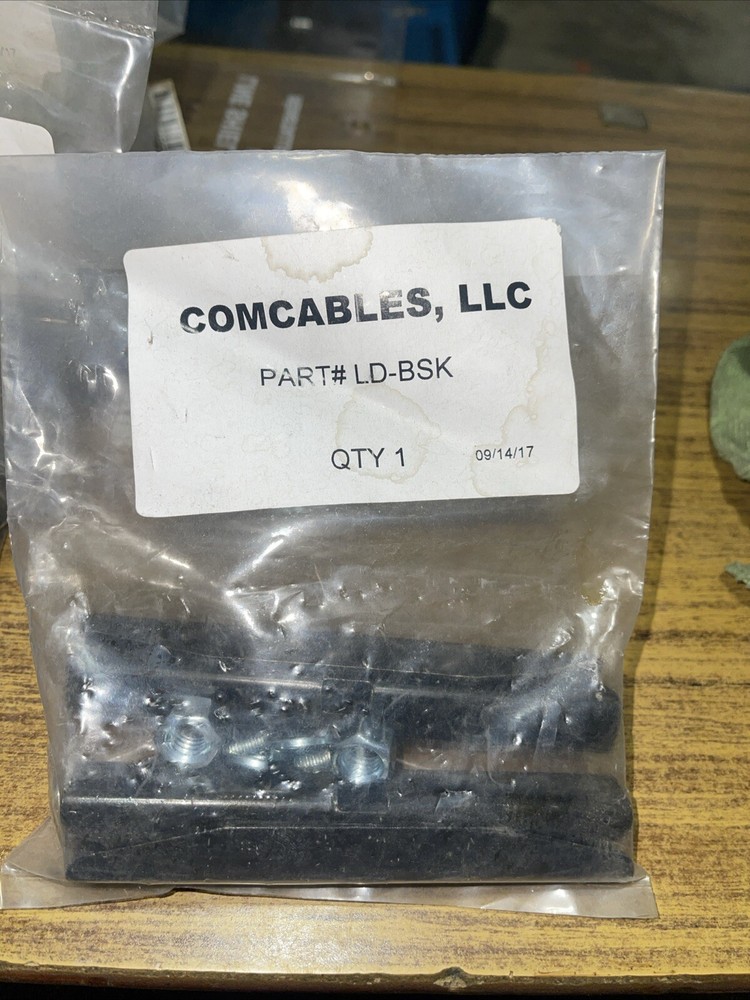 COMCABLES, LLC
PART# LD-BSK
QTY 1
09/14/17